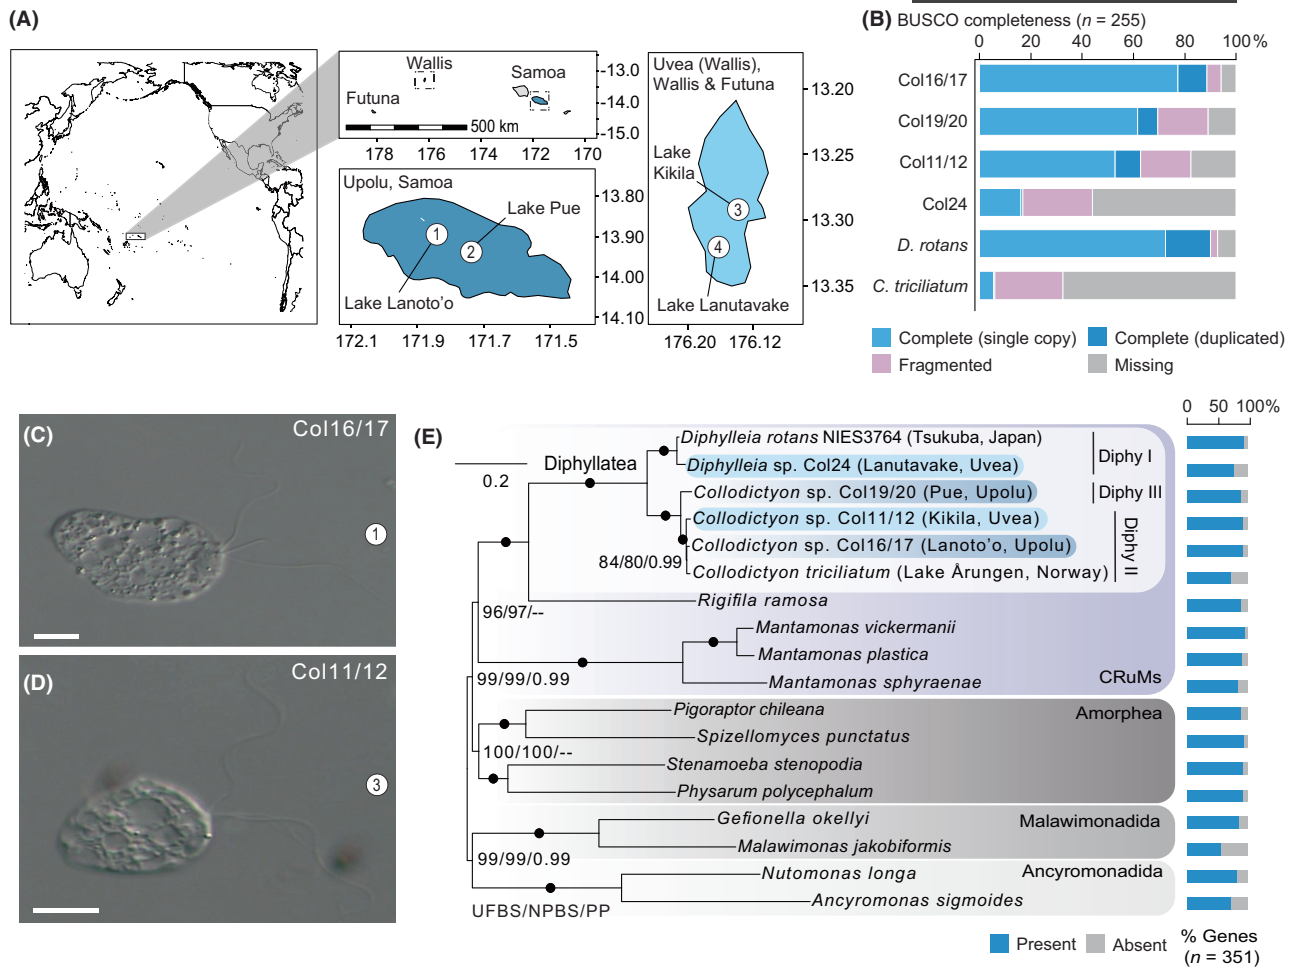 (A)
Wallis
Samoa
Futuna
500 km
-13.0
-14.0
-15.0
178 176 174 172 170
Upolu, Samoa
Lake Pue
1
2
Lake Lanoto'o
13.80
13.90
14.00
14.10
172.1 171.9 171.7 171.5
Uvea (Wallis),
Wallis & Futuna
Lake
Kikila
3
4
Lake Lanutavake
13.20
13.25
13.30
13.35
176.20 176.12
(B) BUSCO completeness (n = 255)
0 20 40 60 80 100%
Col16/17
Col19/20
Col11/12
Col24
D. rotans
C. triciliatum
Complete (single copy)
Complete (duplicated)
Fragmented
Missing
(C)
Col16/17
1
(D)
Col11/12
3
(E)
0.2
Diphyllatea
Diphylleia rotans NIES3764 (Tsukuba, Japan)
Diphylleia sp. Col24 (Lanutavake, Uvea)
Diphy I
Collodictyon sp. Col19/20 (Pue, Upolu)
Diphy III
Collodictyon sp. Col11/12 (Kikila, Uvea)
Collodictyon sp. Col16/17 (Lanoto'o, Upolu)
84/80/0.99
Collodictyon triciliatum (Lake Årungen, Norway)
Diphy II
Rigifila ramosa
96/97/--
Mantamonas vickermanii
Mantamonas plastica
Mantamonas sphyraenae
99/99/0.99
CRuMs
Pigoraptor chileana
Amorphea
Spizellomyces punctatus
100/100/--
Stenamoeba stenopodia
Physarum polycephalum
Gefionella okellyi
Malawimonadida
Malawimonas jakobiformis
99/99/0.99
Nutomonas longa
Ancyromonadida
Ancyromonas sigmoides
UFBS/NPBS/PP
0 50 100%
Present
Absent
% Genes
(n = 351)